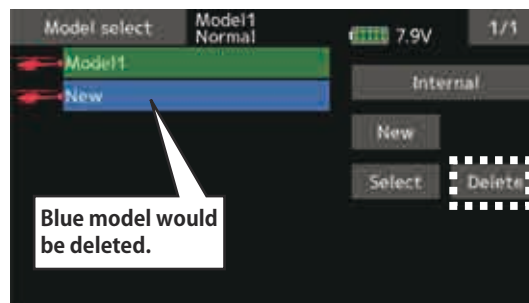 Model select
Model1
Normal
7.9V
1/1
Model1
New
Internal
New
Select
Delete
Blue model would
be deleted.